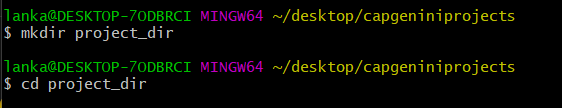 lanka@DESKTOP-7ODBRCI MINGW64 ~/desktop/capgeniniprojects
$ mkdir project_dir
lanka@DESKTOP-7ODBRCI MINGW64 ~/desktop/capgeniniprojects
$ cd project_dir